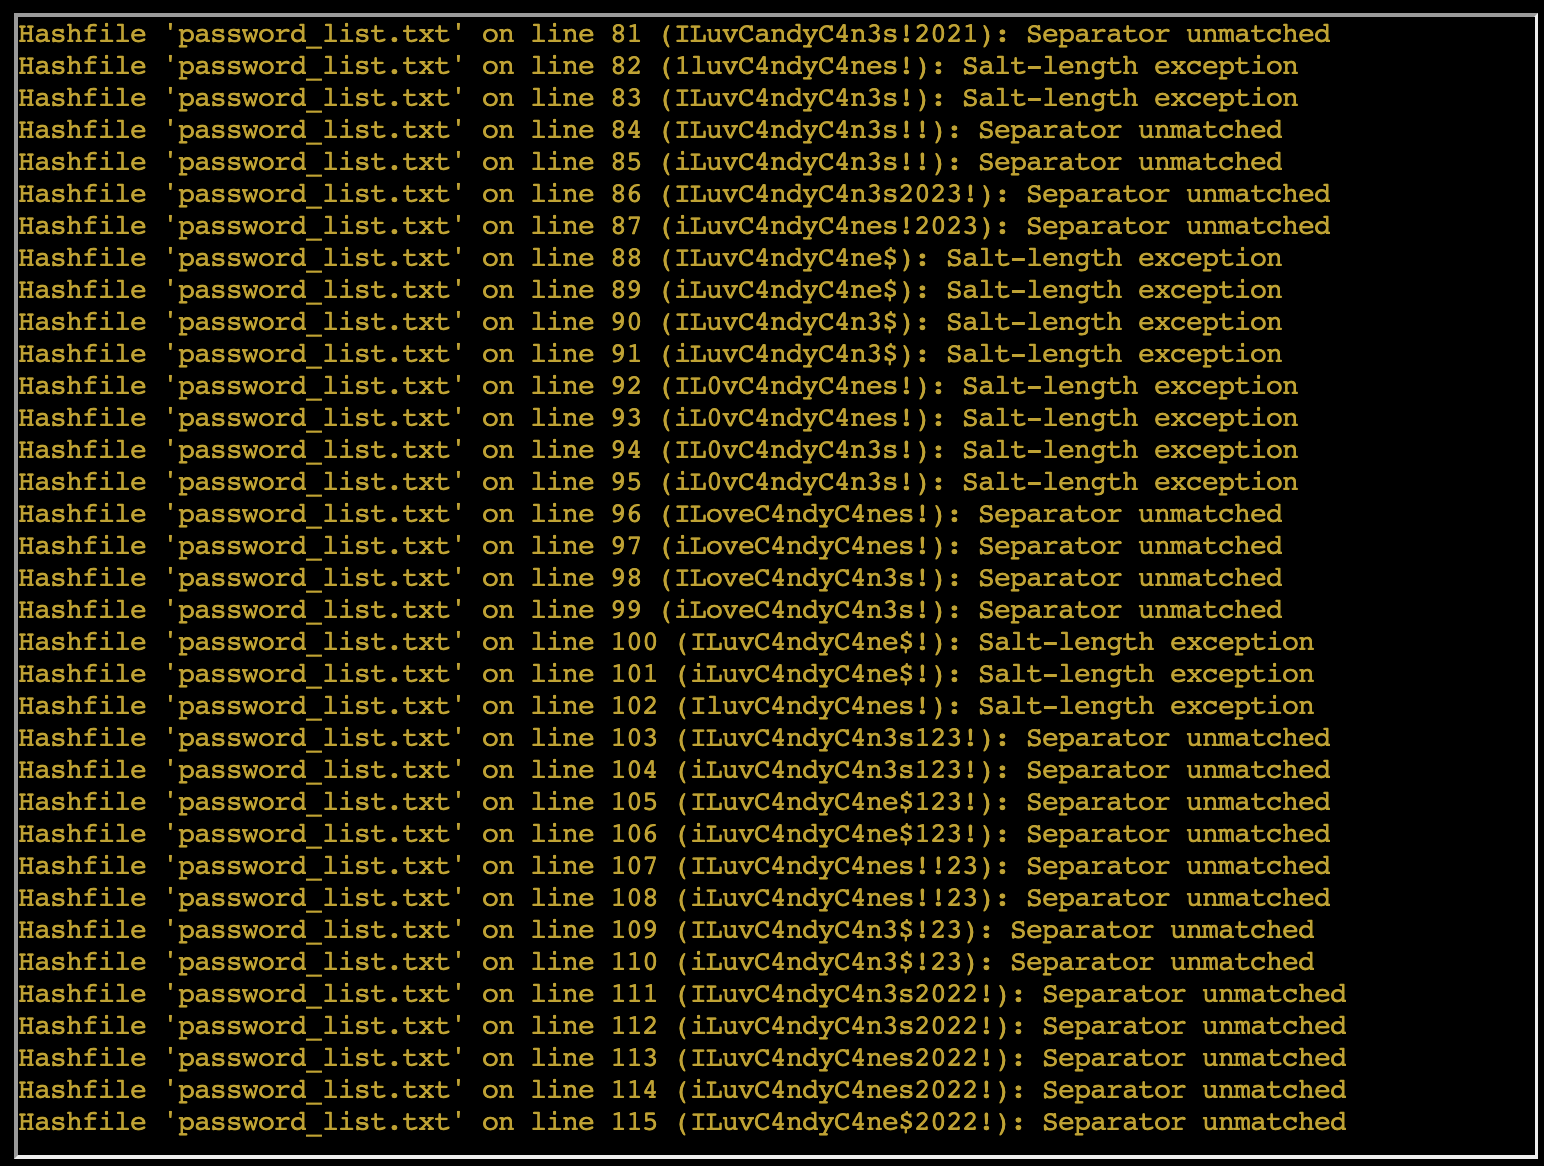 Hashfile 'password_list.txt' on line 81 (ILuvCandyC4n3s!2021): Separator unmatched
Hashfile 'password_list.txt' on line 82 (1luvC4ndyC4nes!): Salt-length exception
Hashfile 'password_list.txt' on line 83 (ILuvC4ndyC4n3s!): Salt-length exception
Hashfile 'password_list.txt' on line 84 (ILuvC4ndyC4n3s!!): Separator unmatched
Hashfile 'password_list.txt' on line 85 (iLuvC4ndyC4n3s!!): Separator unmatched
Hashfile 'password_list.txt' on line 86 (ILuvC4ndyC4n3s2023!): Separator unmatched
Hashfile 'password_list.txt' on line 87 (iLuvC4ndyC4nes!2023): Separator unmatched
Hashfile 'password_list.txt' on line 88 (ILuvC4ndyC4ne$): Salt-length exception
Hashfile 'password_list.txt' on line 89 (iLuvC4ndyC4ne$): Salt-length exception
Hashfile 'password_list.txt' on line 90 (ILuvC4ndyC4n3$): Salt-length exception
Hashfile 'password_list.txt' on line 91 (iLuvC4ndyC4n3$): Salt-length exception
Hashfile 'password_list.txt' on line 92 (IL0vC4ndyC4nes!): Salt-length exception
Hashfile 'password_list.txt' on line 93 (iL0vC4ndyC4nes!): Salt-length exception
Hashfile 'password_list.txt' on line 94 (IL0vC4ndyC4n3s!): Salt-length exception
Hashfile 'password_list.txt' on line 95 (iL0vC4ndyC4n3s!): Salt-length exception
Hashfile 'password_list.txt' on line 96 (ILoveC4ndyC4nes!): Separator unmatched
Hashfile 'password_list.txt' on line 97 (iLoveC4ndyC4nes!): Separator unmatched
Hashfile 'password_list.txt' on line 98 (ILoveC4ndyC4n3s!): Separator unmatched
Hashfile 'password_list.txt' on line 99 (iLoveC4ndyC4n3s!): Separator unmatched
Hashfile 'password_list.txt' on line 100 (ILuvC4ndyC4ne$!): Salt-length exception
Hashfile 'password_list.txt' on line 101 (iLuvC4ndyC4ne$!): Salt-length exception
Hashfile 'password_list.txt' on line 102 (IluvC4ndyC4nes!): Salt-length exception
Hashfile 'password_list.txt' on line 103 (ILuvC4ndyC4n3s123!): Separator unmatched
Hashfile 'password_list.txt' on line 104 (iLuvC4ndyC4n3s123!): Separator unmatched
Hashfile 'password_list.txt' on line 105 (ILuvC4ndyC4ne$123!): Separator unmatched
Hashfile 'password_list.txt' on line 106 (iLuvC4ndyC4ne$123!): Separator unmatched
Hashfile 'password_list.txt' on line 107 (ILuvC4ndyC4nes!!23): Separator unmatched
Hashfile 'password_list.txt' on line 108 (iLuvC4ndyC4nes!!23): Separator unmatched
Hashfile 'password_list.txt' on line 109 (ILuvC4ndyC4n3$!23): Separator unmatched
Hashfile 'password_list.txt' on line 110 (iLuvC4ndyC4n3$!23): Separator unmatched
Hashfile 'password_list.txt' on line 111 (ILuvC4ndyC4n3s2022!): Separator unmatched
Hashfile 'password_list.txt' on line 112 (iLuvC4ndyC4n3s2022!): Separator unmatched
Hashfile 'password_list.txt' on line 113 (ILuvC4ndyC4nes2022!): Separator unmatched
Hashfile 'password_list.txt' on line 114 (iLuvC4ndyC4nes2022!): Separator unmatched
Hashfile 'password_list.txt' on line 115 (ILuvC4ndyC4ne$2022!): Separator unmatched